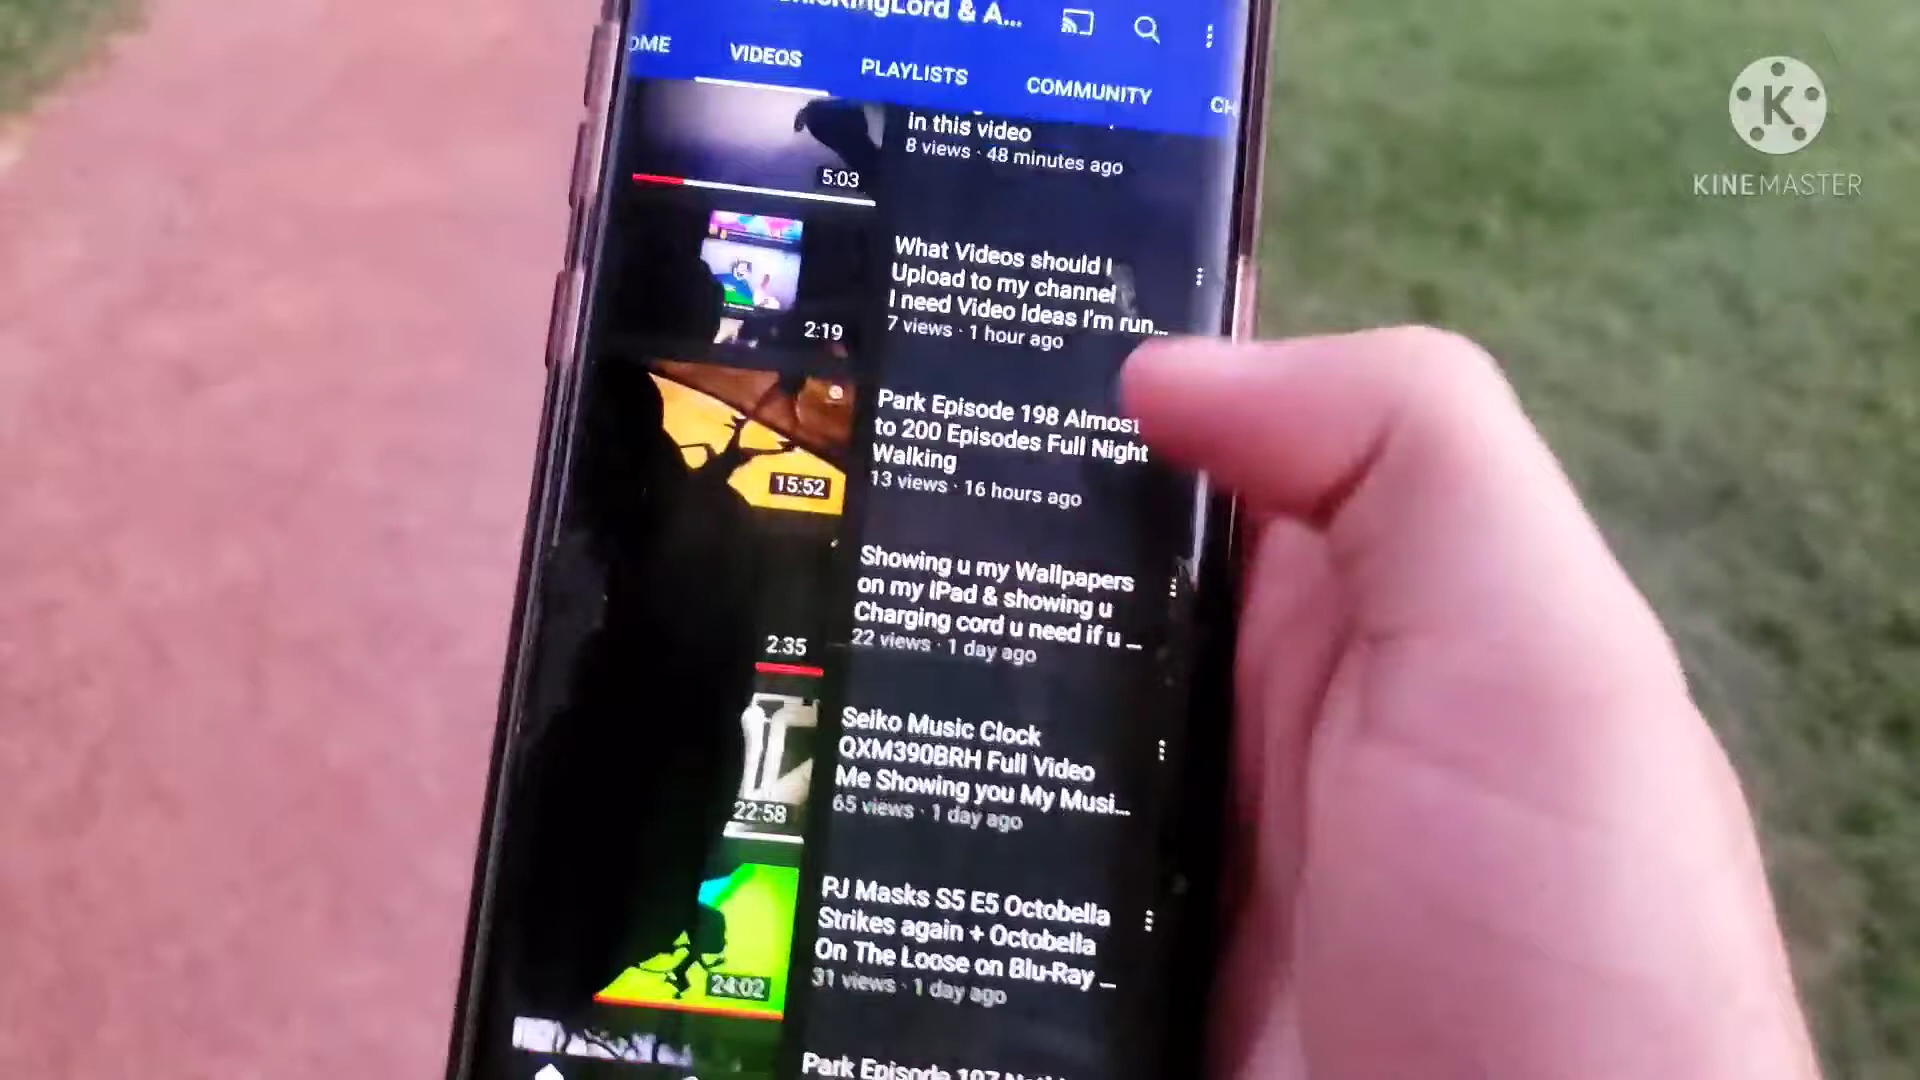 & A...
VIDEOS
PLAYLISTS
COMMUNITY
CH
in this video
8 views · 48 minutes ago
5:03
What Videos should I
Upload to my channel
I need Video Ideas I'm run...
7 views · 1 hour ago
2:19
Park Episode 198 Almost
to 200 Episodes Full Night
Walking
13 views · 16 hours ago
15:52
Showing u my Wallpapers
on my iPad & showing u
Charging cord u need if u ...
22 views · 1 day ago
2:35
Seiko Music Clock
QXM390BRH Full Video
Me Showing you My Musi...
65 views · 1 day ago
22:58
PJ Masks S5 E5 Octobella
Strikes again + Octobella
On The Loose on Blu-Ray ...
31 views · 1 day ago
24:02
Park Episode 197
K
KINEMASTER